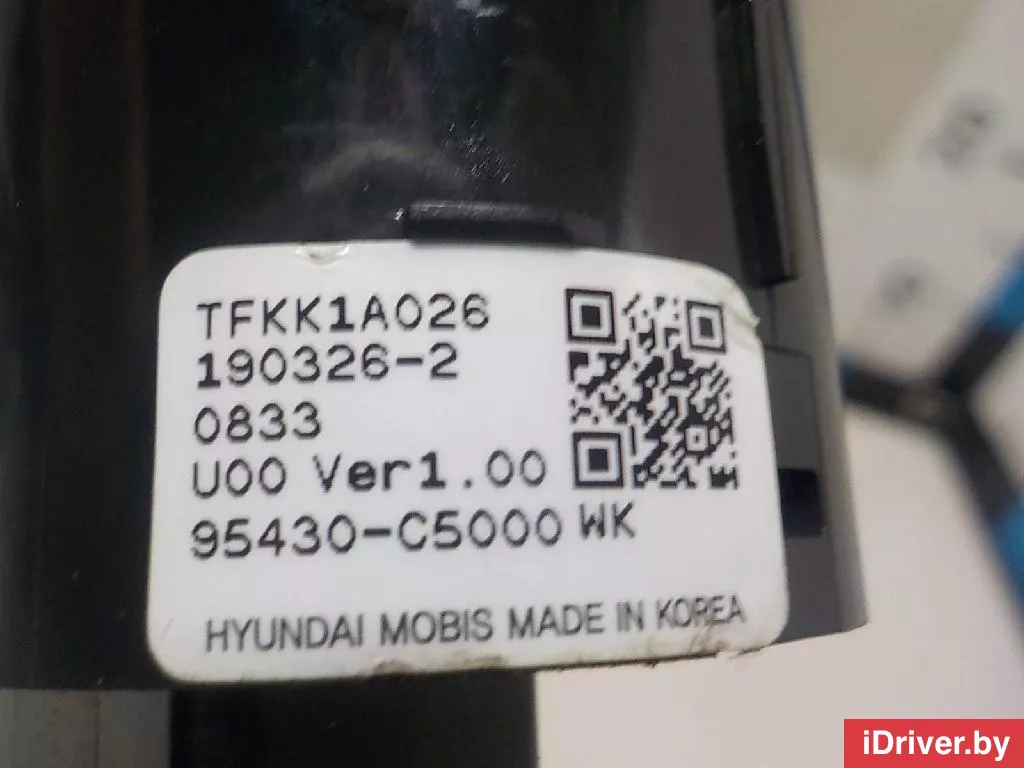 TFKK1A026
190326-2
0833
U00 Ver1.00
95430-C5000 WK
HYUNDAI MOBIS MADE IN KOREA
iDriver.by